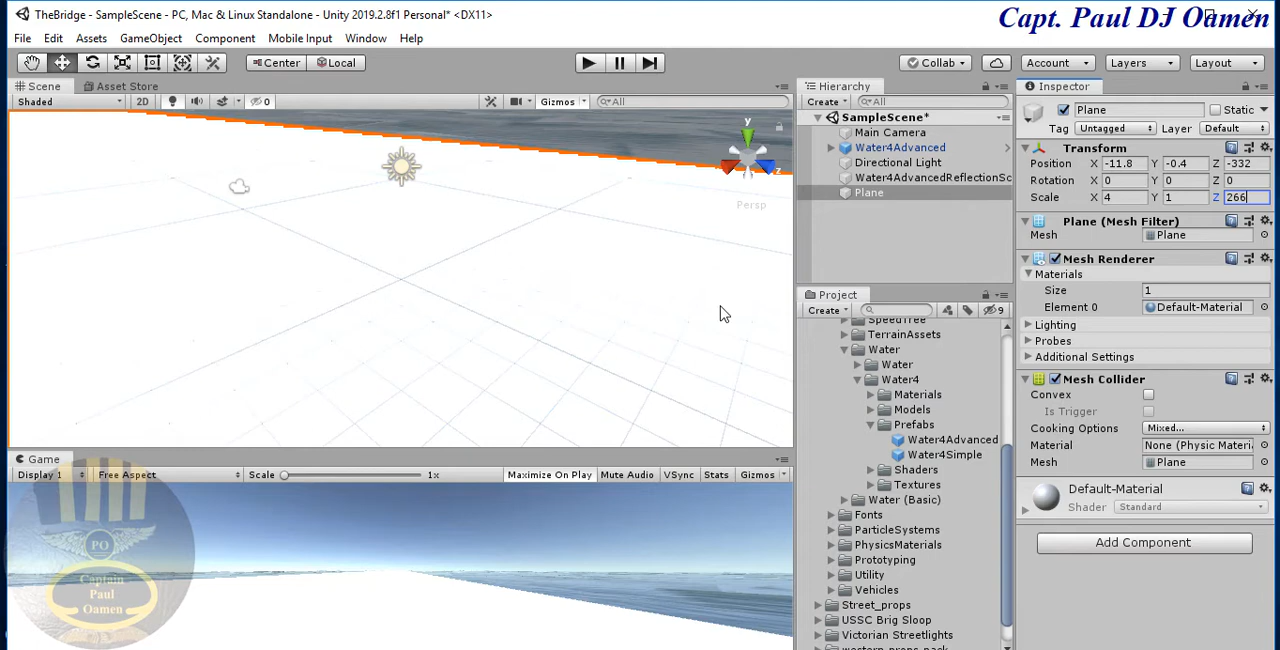 TheBridge - SampleScene - PC, Mac & Linux Standalone - Unity 2019.2.8f1 Personal* <DX11>
Capt. Paul DJ Oamen
File Edit Assets GameObject Component Mobile Input Window Help
Center Local Collab Account Layers Layout
Scene Asset Store
Shaded 2D 0 Gizmos All
y
z
Persp
Hierarchy
Create All
SampleScene*
Main Camera
Water4Advanced
Directional Light
Water4AdvancedReflectionSc
Plane
Project
Create 9
SpeedTree
TerrainAssets
Water
Water
Water4
Materials
Models
Prefabs
Water4Advanced
Water4Simple
Shaders
Textures
Water (Basic)
Fonts
ParticleSystems
PhysicsMaterials
Prototyping
Utility
Vehicles
Street_props
USSC Brig Sloop
Victorian Streetlights
western_props_pack
Inspector
Plane Static
Tag Untagged Layer Default
Transform
Position X -11.8 Y -0.4 Z -332
Rotation X 0 Y 0 Z 0
Scale X 4 Y 1 Z 266
Plane (Mesh Filter)
Mesh Plane
Mesh Renderer
Materials
Size 1
Element 0 Default-Material
Lighting
Probes
Additional Settings
Mesh Collider
Convex
Is Trigger
Cooking Options Mixed...
Material None (Physic Materi
Mesh Plane
Default-Material
Shader Standard
Add Component
Game
Display 1 Free Aspect Scale 1x Maximize On Play Mute Audio VSync Stats Gizmos
PO
Captain
Paul
Oamen